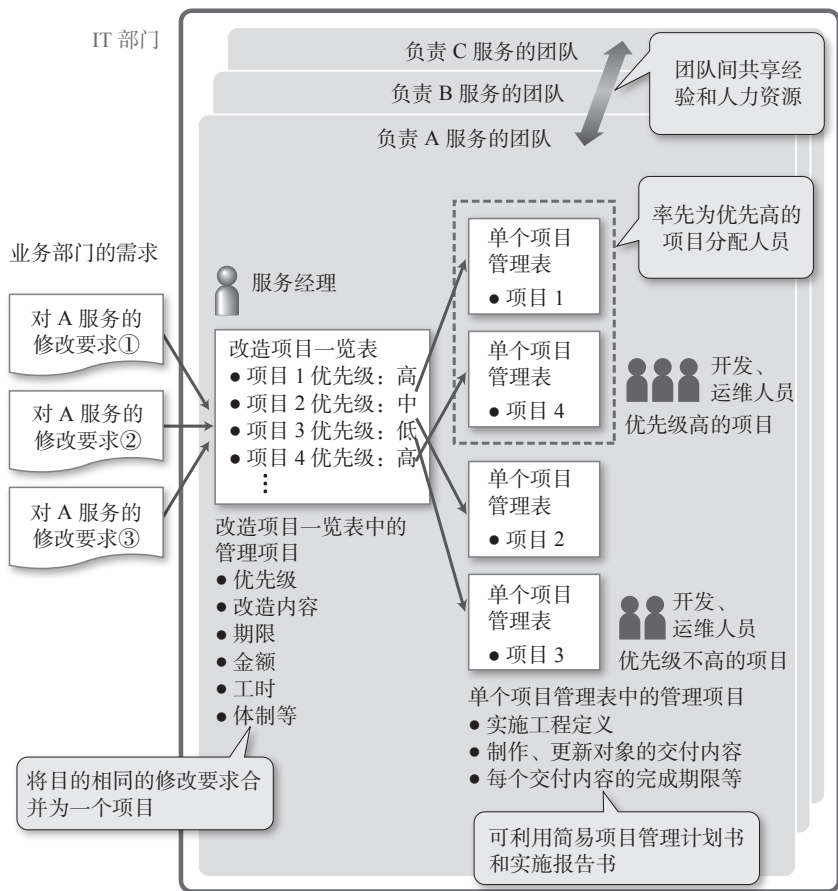 IT 部门
负责 C 服务的团队
负责 B 服务的团队
负责 A 服务的团队
团队间共享经
验和人力资源
率先为优先高的
项目分配人员
业务部门的需求
对 A 服务的
修改要求①
对 A 服务的
修改要求②
对 A 服务的
修改要求③
服务经理
改造项目一览表
● 项目 1 优先级：高
● 项目 2 优先级：中
● 项目 3 优先级：低
● 项目 4 优先级：高
⋮
改造项目一览表中的
管理项目
● 优先级
● 改造内容
● 期限
● 金额
● 工时
● 体制等
将目的相同的修改要求合
并为一个项目
单个项目
管理表
● 项目 1
单个项目
管理表
● 项目 4
开发、
运维人员
优先级高的项目
单个项目
管理表
● 项目 2
单个项目
管理表
● 项目 3
开发、
运维人员
优先级不高的项目
单个项目管理表中的管理项目
● 实施工程定义
● 制作、更新对象的交付内容
● 每个交付内容的完成期限等
可利用简易项目管理计划书
和实施报告书